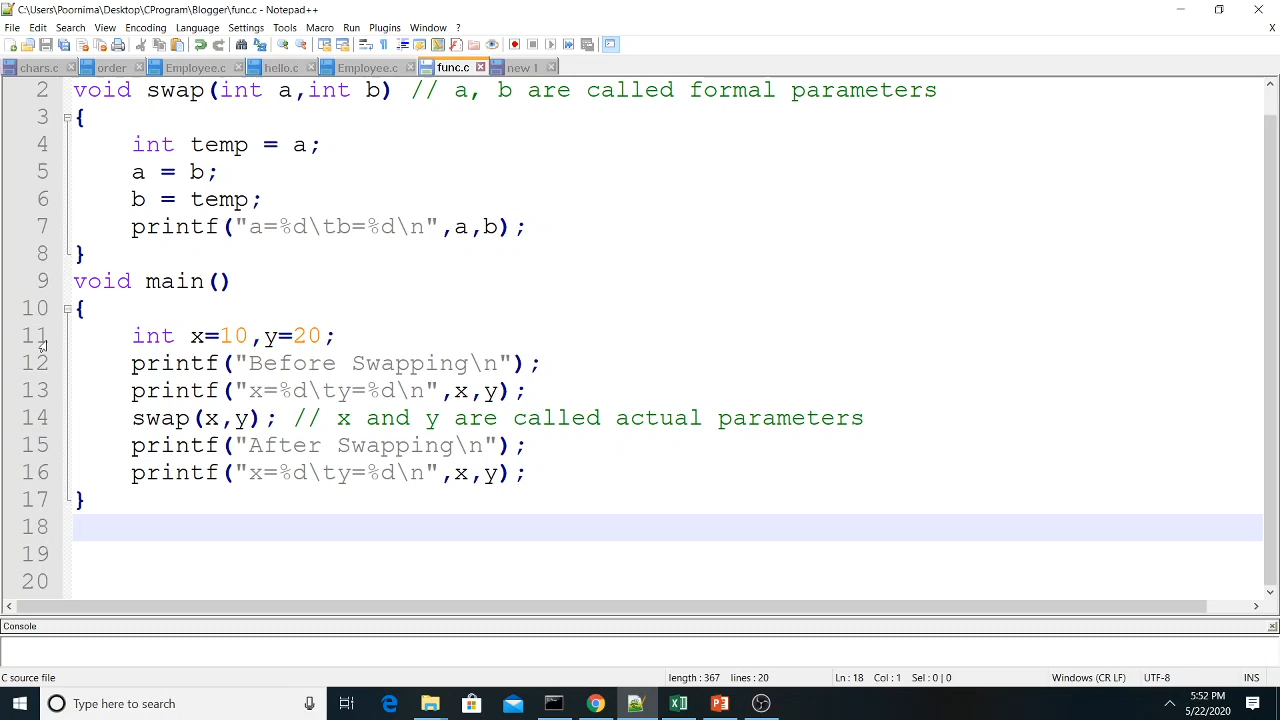 C:\Users\Poornima\Desktop\CProgram\Blogger\func.c - Notepad++
File Edit Search View Encoding Language Settings Tools Macro Run Plugins Window ?
X
chars.c order Employee.c hello.c Employee.c func.c new 1
2 void swap(int a,int b) // a, b are called formal parameters
3 {
4 int temp = a;
5 a = b;
6 b = temp;
7 printf("a=%d\tb=%d\n",a,b);
8 }
9 void main()
10 {
11 int x=10,y=20;
12 printf("Before Swapping\n");
13 printf("x=%d\ty=%d\n",x,y);
14 swap(x,y); // x and y are called actual parameters
15 printf("After Swapping\n");
16 printf("x=%d\ty=%d\n",x,y);
17 }
18
19
20
Console
C source file length : 367 lines : 20 Ln : 18 Col : 1 Sel : 0 | 0 Windows (CR LF) UTF-8 INS
Type here to search
5:52 PM
5/22/2020